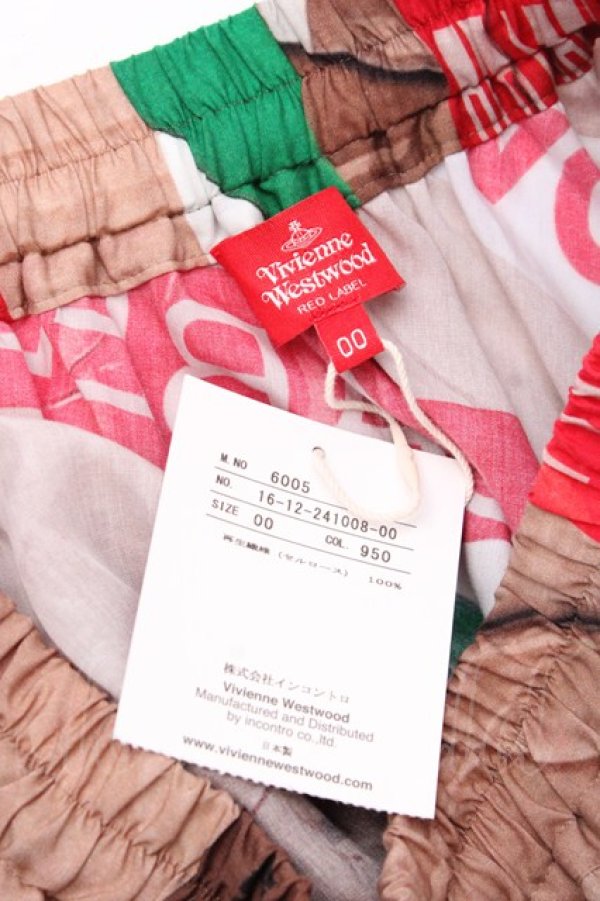 Vivienne
Westwood
RED LABEL
00
M.NO 6005
NO. 16-12-241008-00
SIZE 00 COL. 950
再生繊維 (セルロース) 100%
株式会社インコントロ
Vivienne Westwood
Manufactured and Distributed
by incontro co.,ltd.
日本製
www.viviennewestwood.com